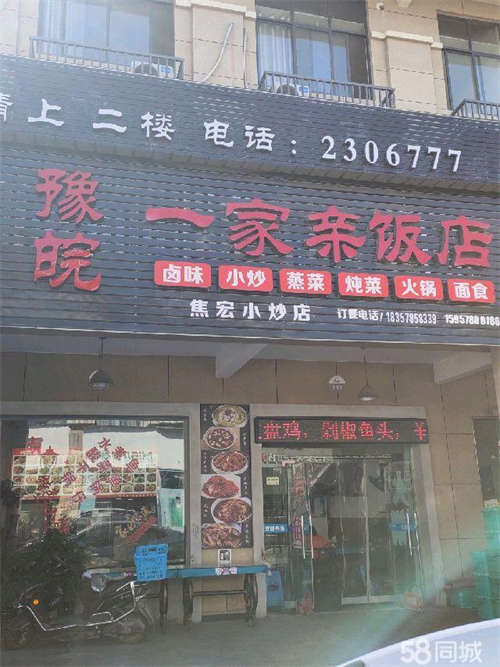 请上二楼 电话：2306777
豫皖
一家亲饭店
卤味 小炒 蒸菜 炖菜 火锅 面食
焦宏小炒店 订餐电话/18357858339
盘鸡，剁椒鱼头，￥
58同城